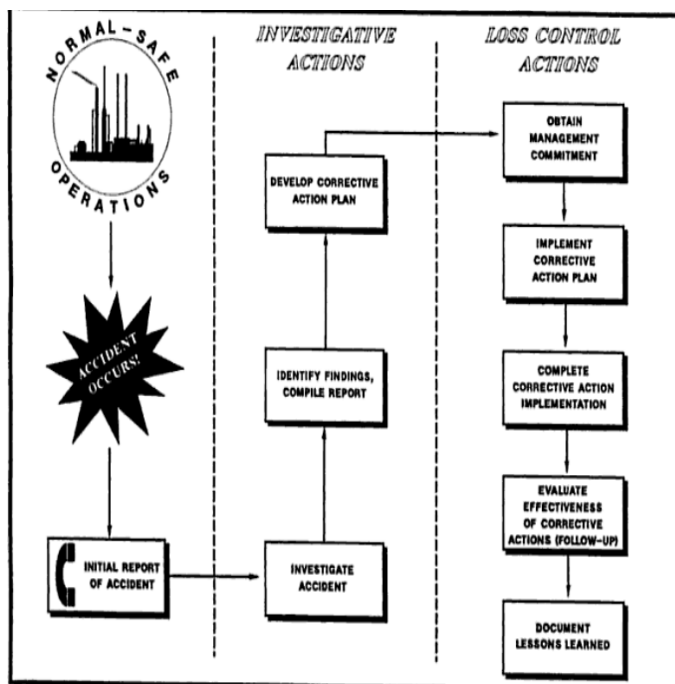 NORMAL-SAFE
OPERATIONS
ACCIDENT
OCCURS!
INITIAL REPORT
OF ACCIDENT
INVESTIGATIVE
ACTIONS
DEVELOP CORRECTIVE
ACTION PLAN
IDENTIFY FINDINGS,
COMPILE REPORT
INVESTIGATE
ACCIDENT
LOSS CONTROL
ACTIONS
OBTAIN
MANAGEMENT
COMMITMENT
IMPLEMENT
CORRECTIVE
ACTION PLAN
COMPLETE
CORRECTIVE ACTION
IMPLEMENTATION
EVALUATE
EFFECTIVENESS
OF CORRECTIVE
ACTIONS (FOLLOW-UP)
DOCUMENT
LESSONS LEARNED